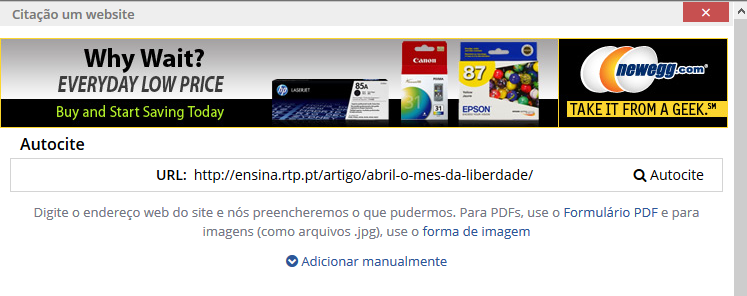 Citação um website
Why Wait?
EVERYDAY LOW PRICE
Buy and Start Saving Today
hp LASERJET 85A
Canon
81
31
87
EPSON
newegg.com
TAKE IT FROM A GEEK.SM
Autocite
URL: http://ensina.rtp.pt/artigo/abril-o-mes-da-liberdade/ Autocite
Digite o endereço web do site e nós preencheremos o que pudermos. Para PDFs, use o Formulário PDF e para
imagens (como arquivos .jpg), use o forma de imagem
Adicionar manualmente